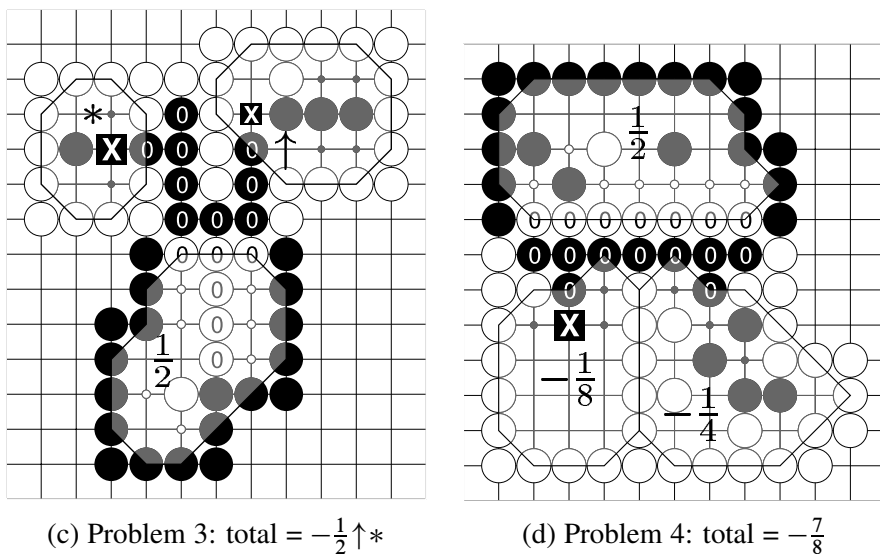 * 0 X
X 0 0 0 ↑
0 0
0 0 0
0 0 0
0
0
1/2 0
(c) Problem 3: total = −1/2↑*
1/2
0 0 0 0 0 0 0
0 0 0 0 0 0 0
0 0
X
−1/8
−1/4
(d) Problem 4: total = −7/8